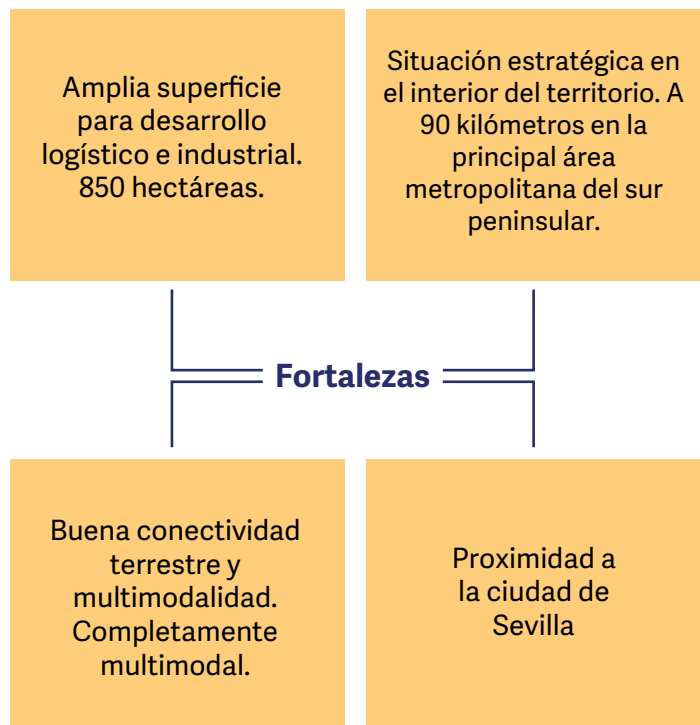 Amplia superficie
para desarrollo
logístico e industrial.
850 hectáreas.
Situación estratégica en
el interior del territorio. A
90 kilómetros en la
principal área
metropolitana del sur
peninsular.
Fortalezas
Buena conectividad
terrestre y
multimodalidad.
Completamente
multimodal.
Proximidad a
la ciudad de
Sevilla